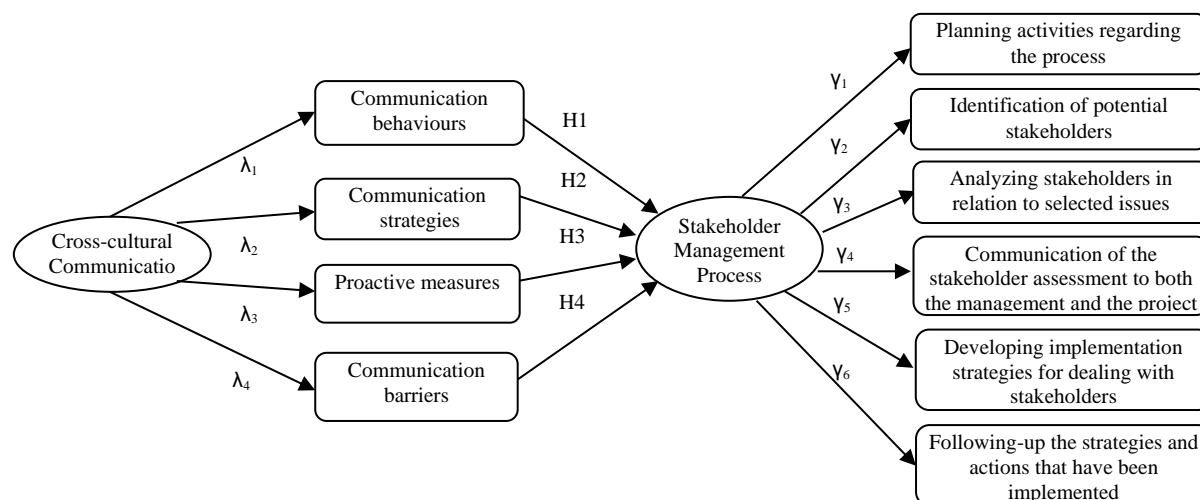 Cross-cultural
Communicatio
λ1
λ2
λ3
λ4
Communication
behaviours
Communication
strategies
Proactive measures
Communication
barriers
H1
H2
H3
H4
Stakeholder
Management
Process
γ1
γ2
γ3
γ4
γ5
γ6
Planning activities regarding
the process
Identification of potential
stakeholders
Analyzing stakeholders in
relation to selected issues
Communication of the
stakeholder assessment to both
the management and the project
Developing implementation
strategies for dealing with
stakeholders
Following-up the strategies and
actions that have been
implemented